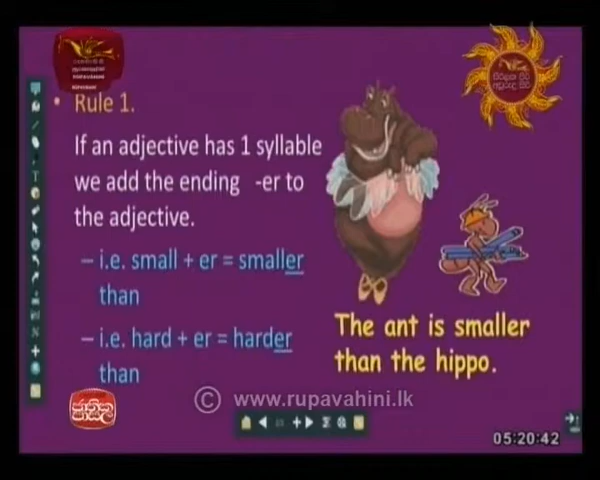 RUPAVAHINI
• Rule 1.
If an adjective has 1 syllable
we add the ending -er to
the adjective.
– i.e. small + er = smaller
than
– i.e. hard + er = harder
than
The ant is smaller
than the hippo.
© www.rupavahini.lk
05:20:42